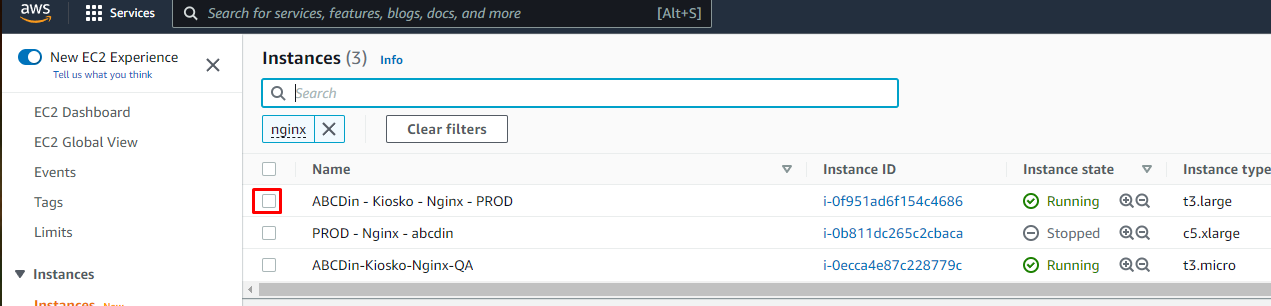 aws Services Search for services, features, blogs, docs, and more [Alt+S]
New EC2 Experience
Tell us what you think
EC2 Dashboard
EC2 Global View
Events
Tags
Limits
Instances
Instances New
Instances (3) Info
Search
nginx Clear filters
Name Instance ID Instance state Instance type
ABCDin - Kiosko - Nginx - PROD i-0f951ad6f154c4686 Running t3.large
PROD - Nginx - abcdin i-0b811dc265c2cbaca Stopped c5.xlarge
ABCDin-Kiosko-Nginx-QA i-0ecca4e87c228779c Running t3.micro